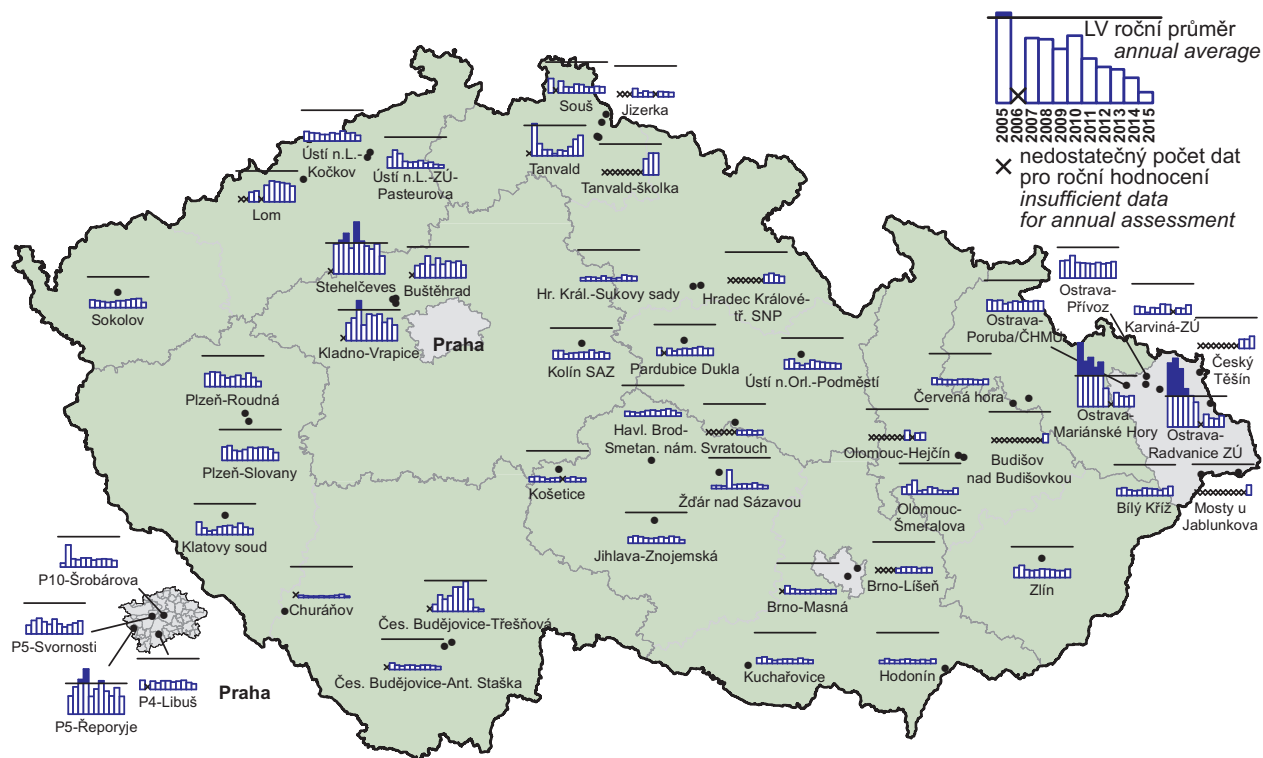 LV roční průměr
annual average
2005
2006
2007
2008
2009
2010
2011
2012
2013
2014
2015
× nedostatečný počet dat
pro roční hodnocení
insufficient data
for annual assessment
Souš
Jizerka
Ústí n.L.-
Kočkov
Ústí n.L.-ZÚ-
Pasteurova
Tanvald
Tanvald-školka
Lom
Sokolov
Stehelčeves
Buštěhrad
Kladno-Vrapice
Praha
Hr. Král.-Sukovy sady
Hradec Králové-
tř. SNP
Ostrava-
Přívoz
Ostrava-
Poruba/ČHMÚ
Karviná-ZÚ
Český
Těšín
Plzeň-Roudná
Kolín SAZ
Pardubice Dukla
Ústí n.Orl.-Podměstí
Červená hora
Ostrava-
Mariánské Hory
Ostrava-
Radvanice ZÚ
Plzeň-Slovany
Havl. Brod-
Smetan. nám.
Svratouch
Olomouc-Hejčín
Budišov
nad Budišovkou
Košetice
Žďár nad Sázavou
Olomouc-
Šmeralova
Bílý Kříž
Mosty u
Jablunkova
Klatovy soud
Jihlava-Znojemská
P10-Šrobárova
Churáňov
Čes. Budějovice-Třešňová
Brno-Masná
Brno-Líšeň
Zlín
P5-Svornosti
Čes. Budějovice-Ant. Staška
Kuchařovice
Hodonín
P4-Libuš
Praha
P5-Řeporyje